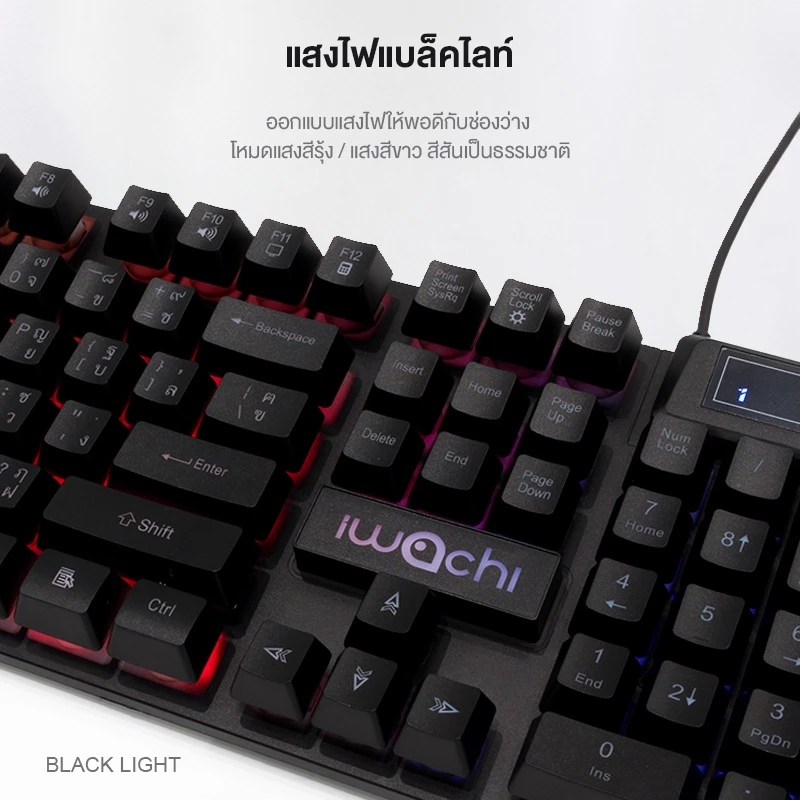 แสงไฟแบล็คไลท์
ออกแบบแสงไฟให้พอดีกับช่องว่าง
โหมดแสงสีรุ้ง / แสงสีขาว สีสันเป็นธรรมชาติ
F8
F9
F10
F11
F12
Print Screen SysRq
Scroll Lock
Pause Break
Backspace
Insert
Home
Page Up
Num Lock
/
Delete
End
Page Down
Enter
7 Home
8↑
Shift
iwachi
4 ←
5
6
Ctrl
1 End
2↓
3 PgDn
0 Ins
BLACK LIGHT